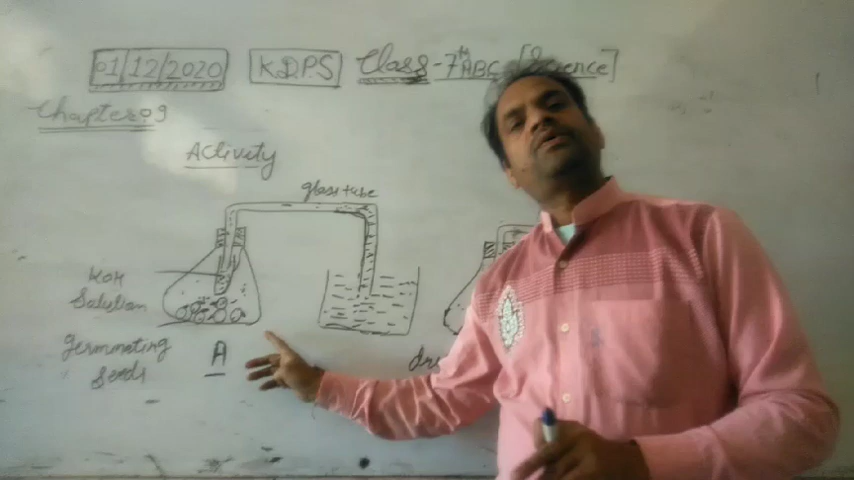 01/12/2020 KDPS Class-7th ABC [Science]
Chapter:9
Activity
glass tube
KOH
Solution
Germinating
Seeds
A